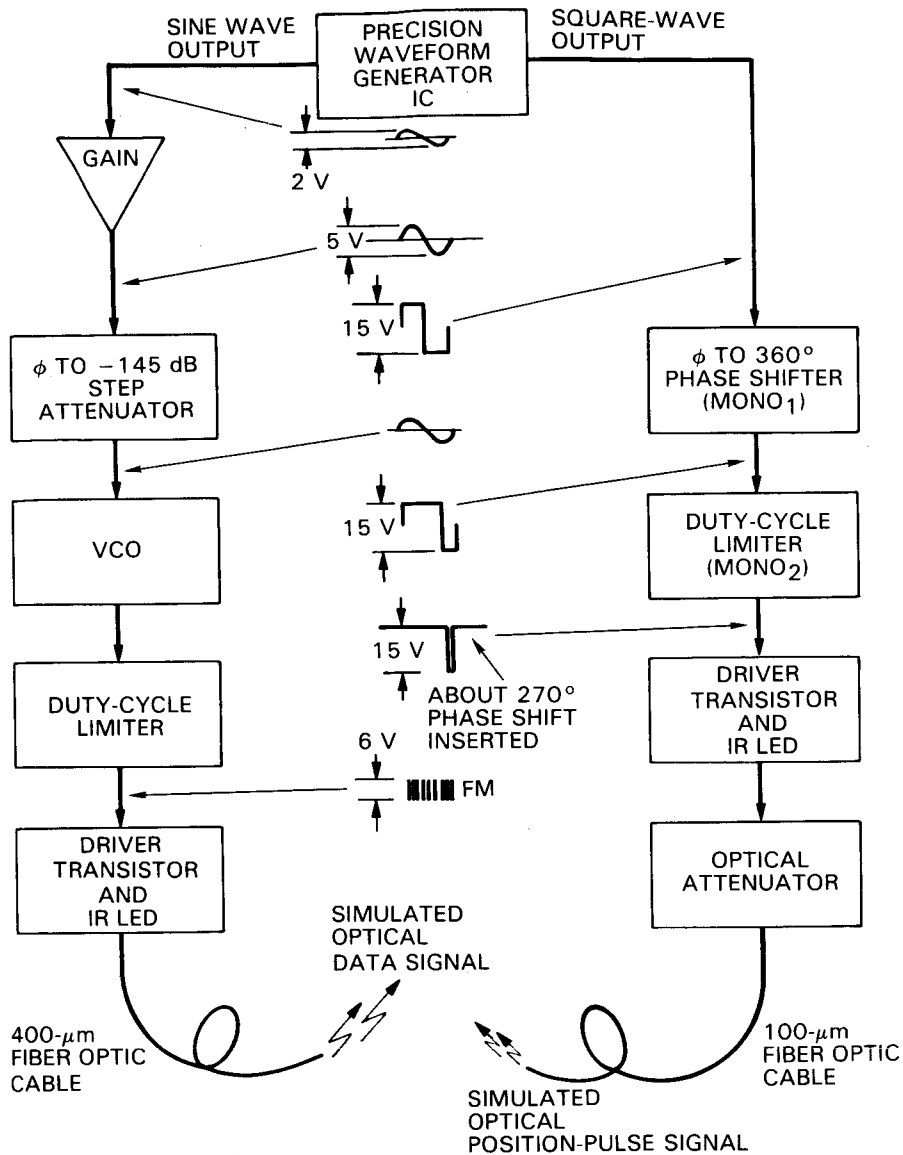 SINE WAVE
OUTPUT
PRECISION
WAVEFORM
GENERATOR
IC
SQUARE-WAVE
OUTPUT
GAIN
2 V
5 V
15 V
φ TO −145 dB
STEP
ATTENUATOR
φ TO 360°
PHASE SHIFTER
(MONO1)
VCO
15 V
DUTY-CYCLE
LIMITER
(MONO2)
15 V
ABOUT 270°
PHASE SHIFT
INSERTED
DUTY-CYCLE
LIMITER
DRIVER
TRANSISTOR
AND
IR LED
6 V
FM
DRIVER
TRANSISTOR
AND
IR LED
OPTICAL
ATTENUATOR
SIMULATED
OPTICAL
DATA SIGNAL
400-μm
FIBER OPTIC
CABLE
100-μm
FIBER OPTIC
CABLE
SIMULATED
OPTICAL
POSITION-PULSE SIGNAL